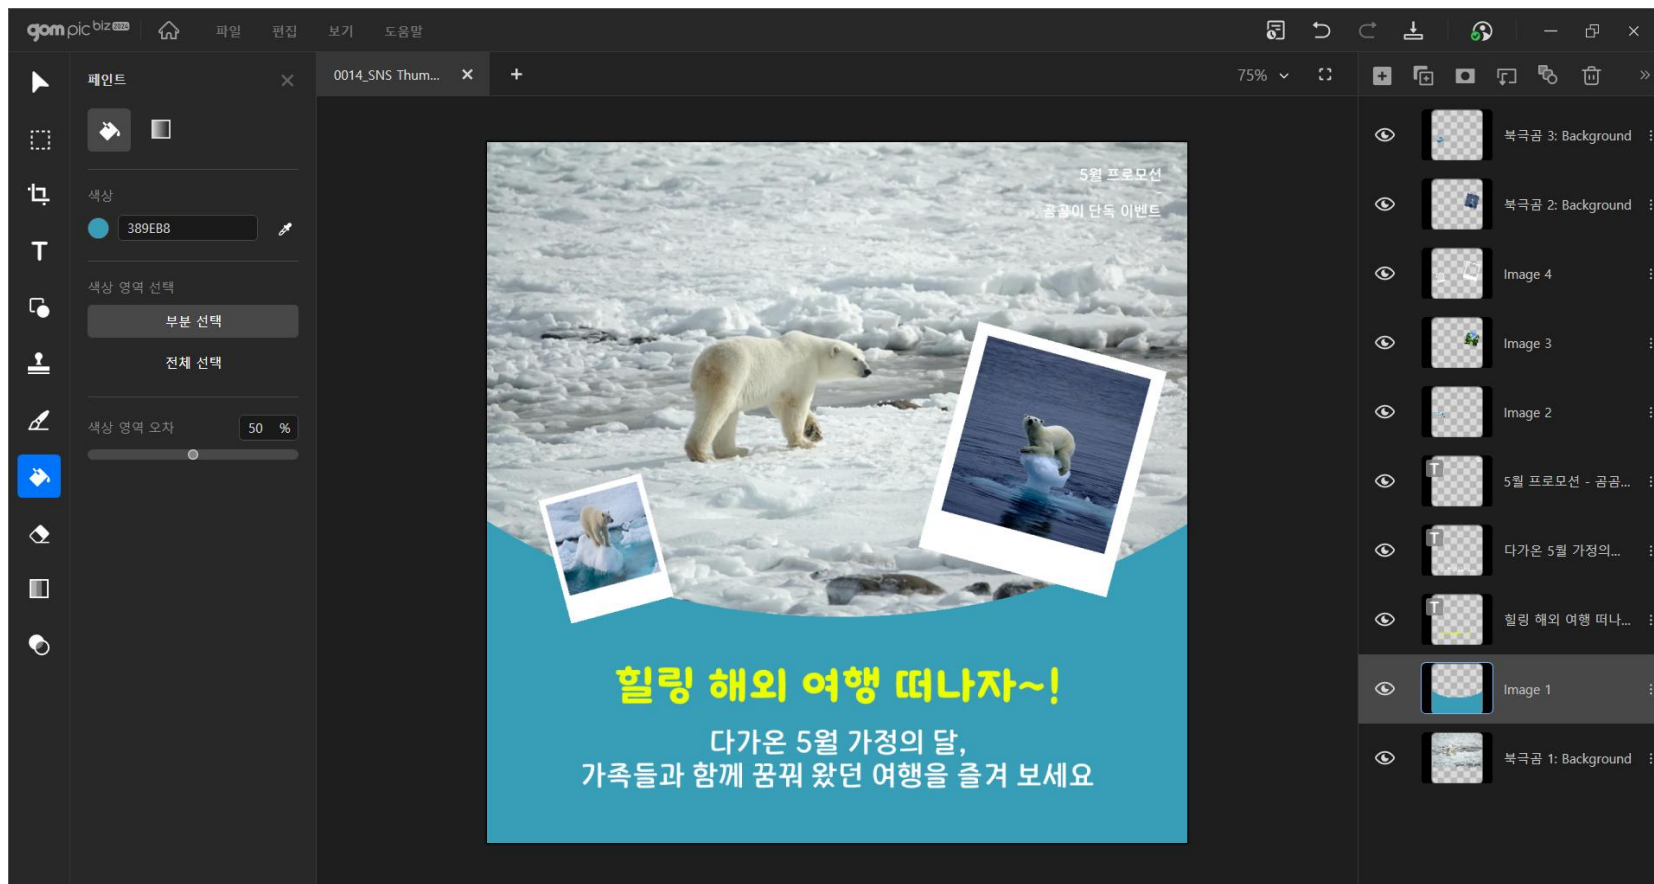 gom pic biz 2024
파일 편집 보기 도움말
0014_SNS Thum...
75%
페인트
색상
389EB8
색상 영역 선택
부분 선택
전체 선택
색상 영역 오차
50 %
5월 프로모션
-
곰곰이 단독 이벤트
힐링 해외 여행 떠나자~!
다가온 5월 가정의 달,
가족들과 함께 꿈꿔 왔던 여행을 즐겨 보세요
북극곰 3: Background
북극곰 2: Background
Image 4
Image 3
Image 2
T 5월 프로모션 - 곰곰...
T 다가온 5월 가정의...
T 힐링 해외 여행 떠나...
Image 1
북극곰 1: Background